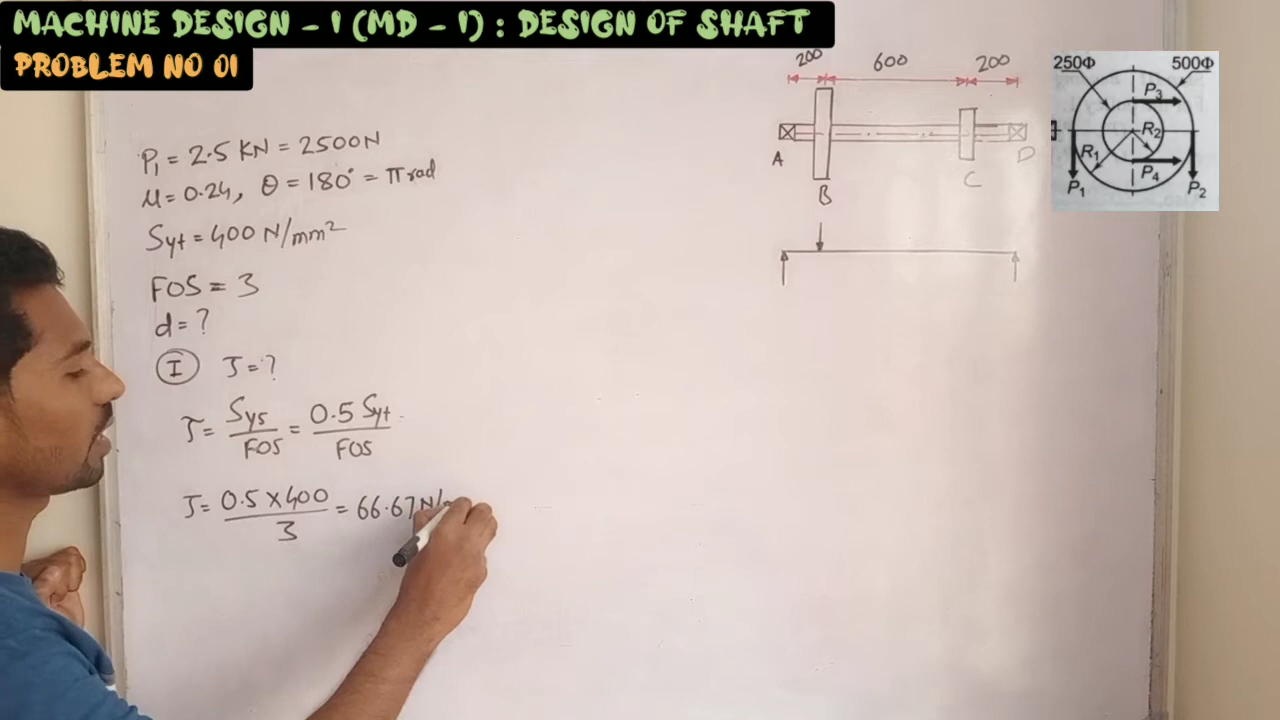 MACHINE DESIGN - I (MD - I) : DESIGN OF SHAFT
PROBLEM NO 01
P₁ = 2.5 KN = 2500N
μ = 0.24, θ = 180° = π rad
Syt = 400 N/mm²
FOS = 3
d = ?
I τ = ?
τ = Sys/FOS = 0.5 Syt/FOS
τ = 0.5 X 400/3 = 66.67 N/
200 600 200
A B C D
250Φ 500Φ
P₃
R₂
R₁
P₄
P₁ P₂